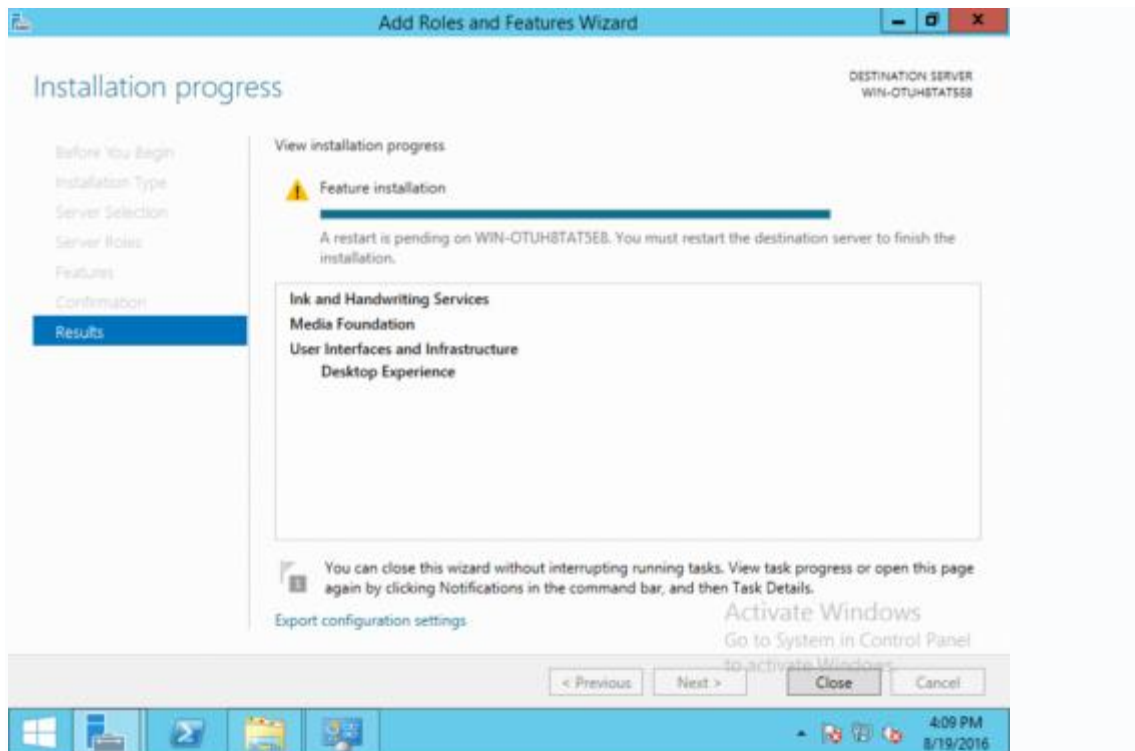 Add Roles and Features Wizard
Installation progress
DESTINATION SERVER
WIN-OTUH8TAT5E8
Before You Begin
Installation Type
Server Selection
Server Roles
Features
Confirmation
Results
View installation progress
Feature installation
A restart is pending on WIN-OTUH8TAT5E8. You must restart the destination server to finish the
installation.
Ink and Handwriting Services
Media Foundation
User Interfaces and Infrastructure
Desktop Experience
You can close this wizard without interrupting running tasks. View task progress or open this page
again by clicking Notifications in the command bar, and then Task Details.
Export configuration settings
Activate Windows
Go to System in Control Panel
to activate Windows.
< Previous
Next >
Close
Cancel
4:09 PM
8/19/2016